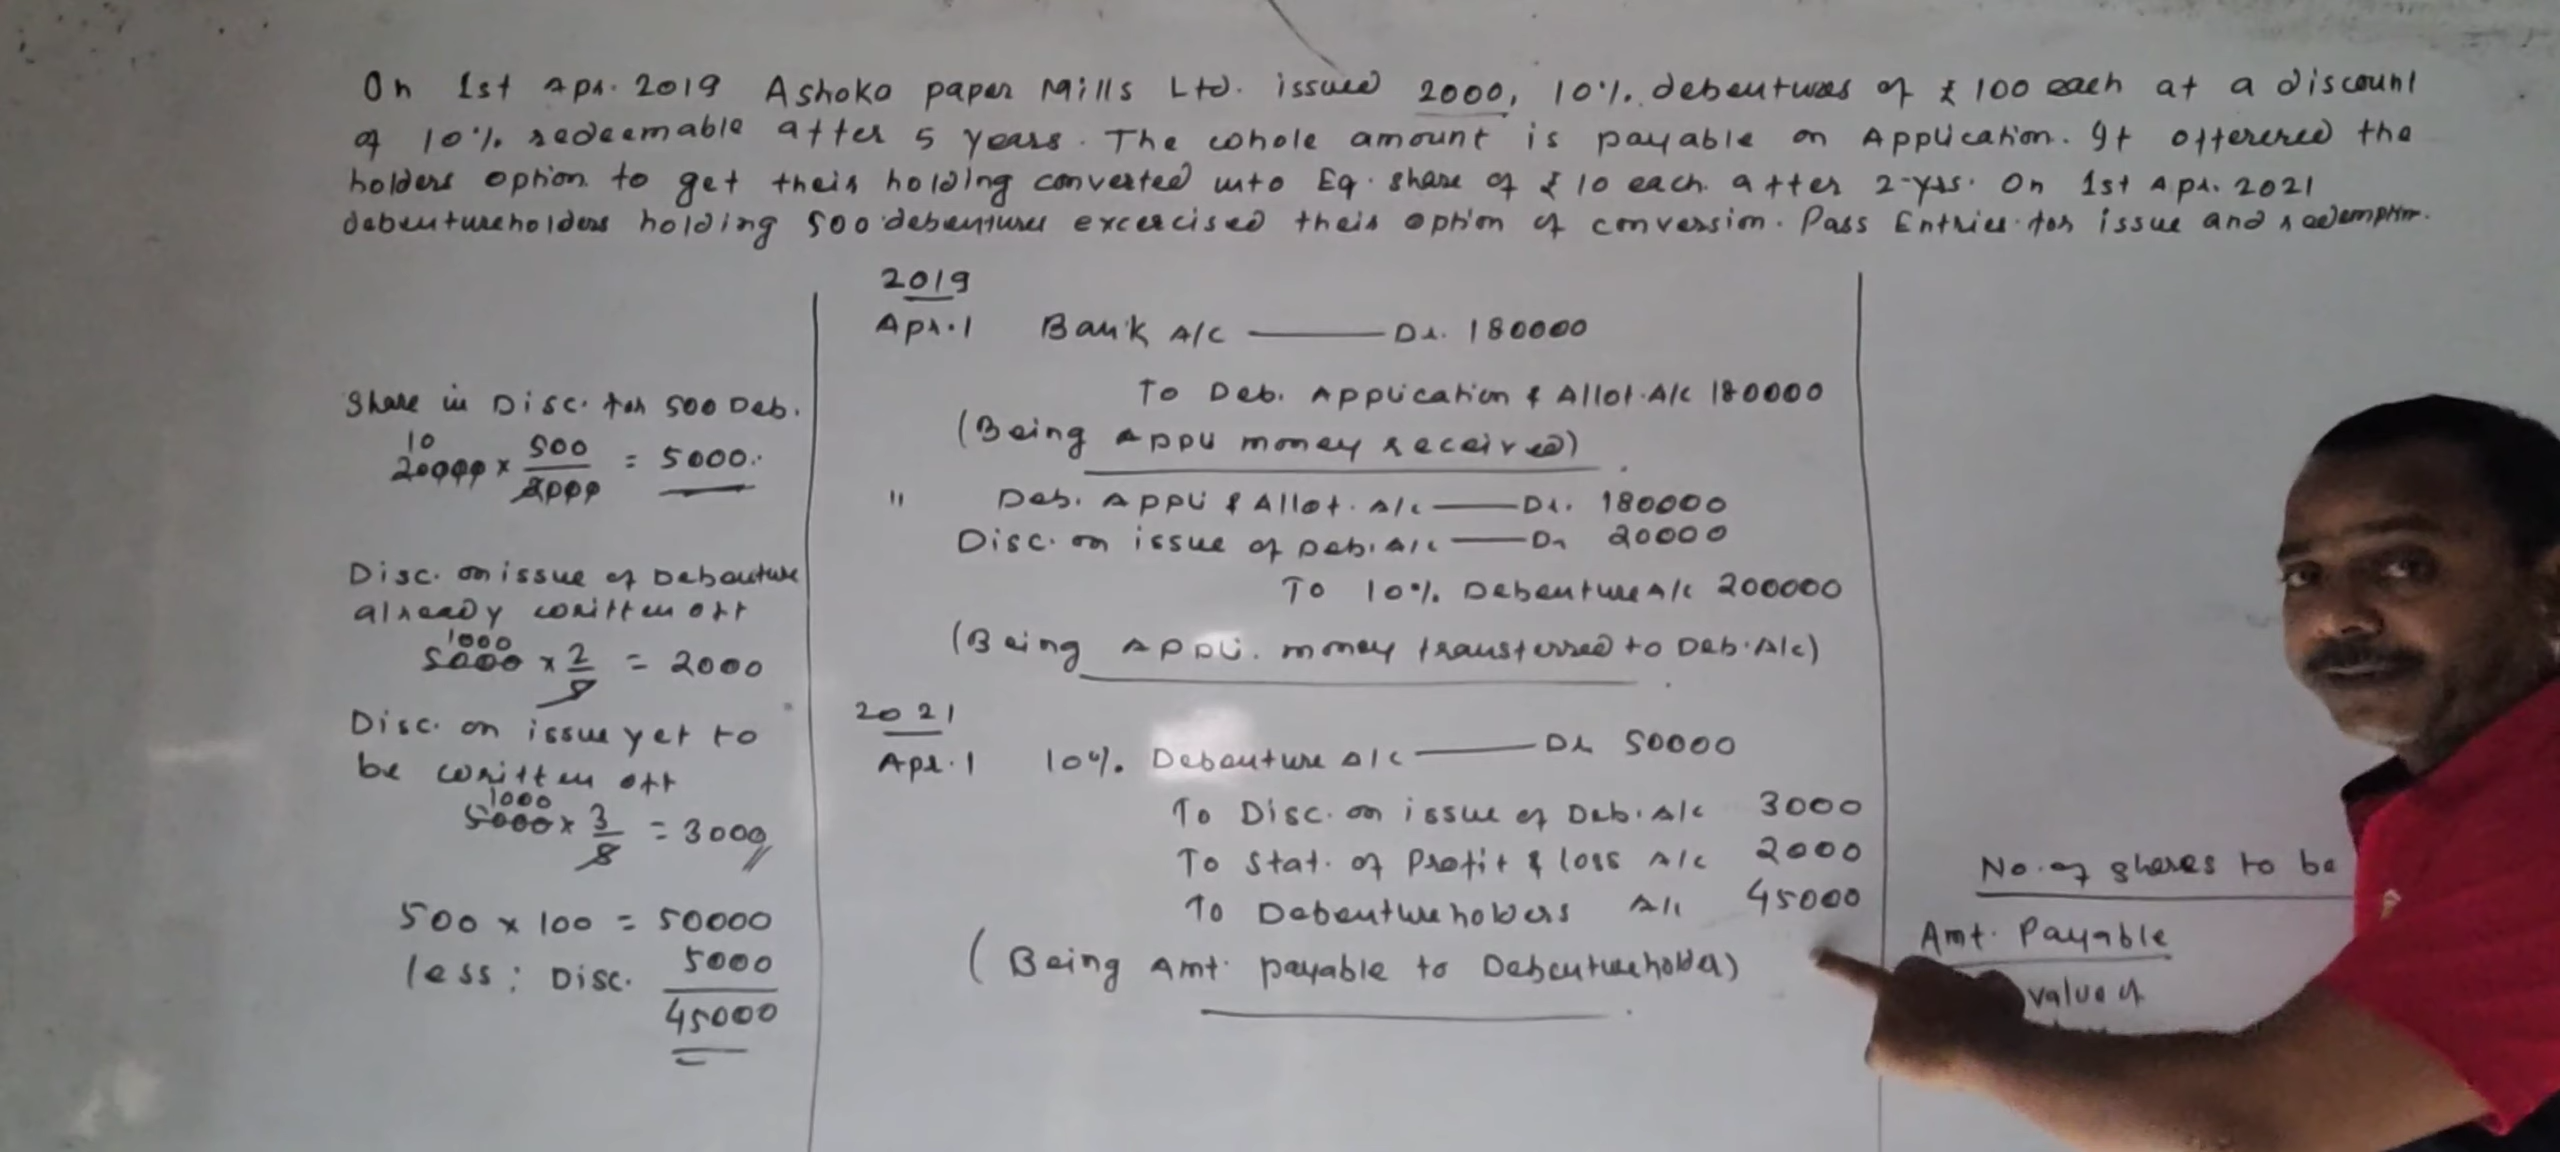 On 1st Apr. 2019 Ashoko paper Mills Ltd. issued 2000, 10%. debentures of ₹ 100 each at a discount
of 10%. redeemable after 5 years. The whole amount is payable on Application. It offerered the
holders option to get their holding converted into Eq. share of ₹ 10 each after 2-yrs. On 1st Apr. 2021
debentureholders holding 500 debentures excercised their option of conversion. Pass Entries for issue and redemption.
Share in Disc. for 500 Deb.
10
20000 × 500/2000 = 5000
Disc. on issue of Debenture
already written off
1000
5000 × 2/5 = 2000
Disc. on issue yet to
be written off
1000
5000 × 3/5 = 3000
500 × 100 = 50000
less: Disc. 5000
45000
2019
Apr.1 Bank A/c ——— Dr. 180000
To Deb. Application & Allot. A/c 180000
(Being Appli money received)
" Deb. Appli & Allot. A/c —— Dr. 180000
Disc. on issue of Deb. A/c —— Dr 20000
To 10%. Debenture A/c 200000
(Being Appli. money transferred to Deb. A/c)
2021
Apr.1 10%. Debenture A/c ——— Dr 50000
To Disc. on issue of Deb. A/c 3000
To Stat. of Profit & loss A/c 2000
To Debentureholders A/c 45000
(Being Amt. payable to Debentureholder)
No. of shares to be
Amt. Payable
value of